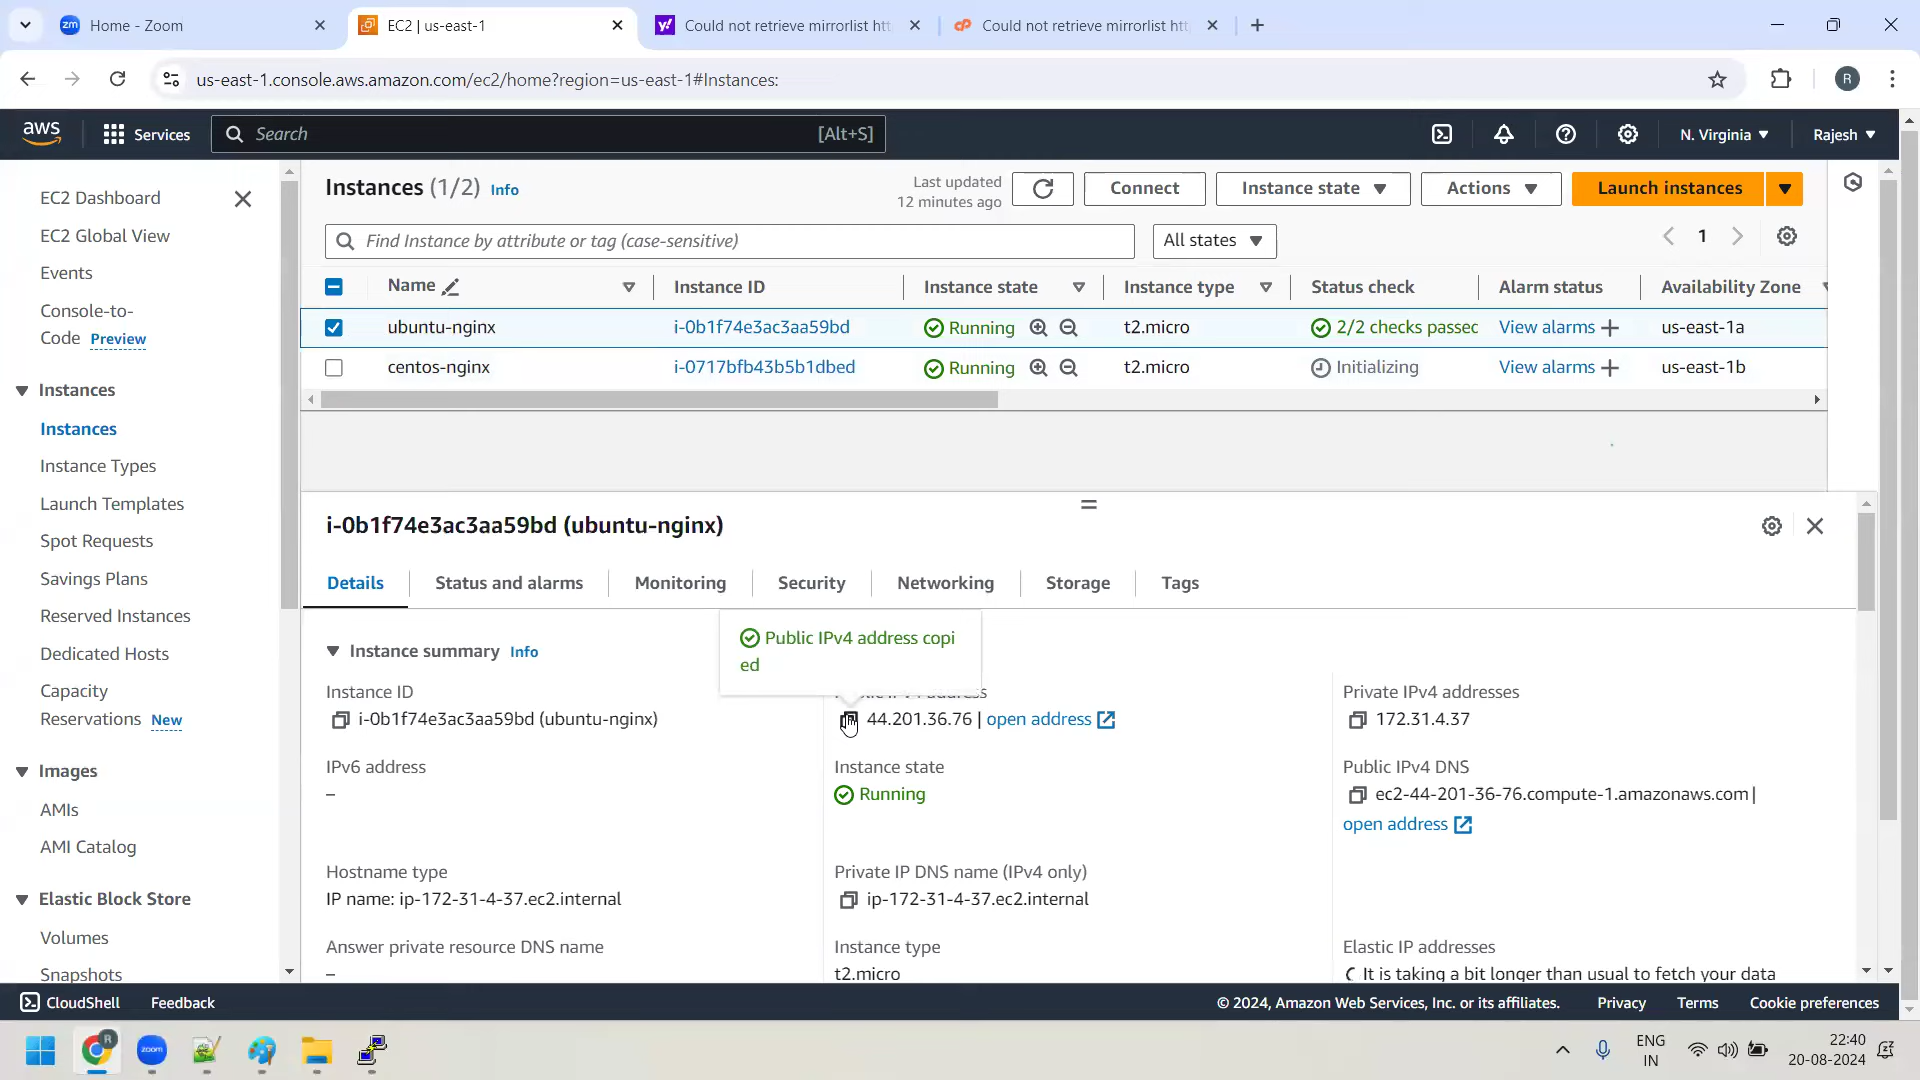 Home - Zoom
EC2 | us-east-1
Could not retrieve mirrorlist htt
Could not retrieve mirrorlist htt
us-east-1.console.aws.amazon.com/ec2/home?region=us-east-1#Instances:
R
aws
Services
Search
[Alt+S]
N. Virginia
Rajesh
EC2 Dashboard
EC2 Global View
Events
Console-to-
Code Preview
Instances
Instances
Instance Types
Launch Templates
Spot Requests
Savings Plans
Reserved Instances
Dedicated Hosts
Capacity
Reservations New
Images
AMIs
AMI Catalog
Elastic Block Store
Volumes
Snapshots
Instances (1/2) Info
Last updated
12 minutes ago
Connect
Instance state
Actions
Launch instances
Find Instance by attribute or tag (case-sensitive)
All states
1
Name Instance ID Instance state Instance type Status check Alarm status Availability Zone
ubuntu-nginx i-0b1f74e3ac3aa59bd Running t2.micro 2/2 checks passec View alarms us-east-1a
centos-nginx i-0717bfb43b5b1dbed Running t2.micro Initializing View alarms us-east-1b
i-0b1f74e3ac3aa59bd (ubuntu-nginx)
Details Status and alarms Monitoring Security Networking Storage Tags
Public IPv4 address copi
ed
Instance summary Info
Instance ID
i-0b1f74e3ac3aa59bd (ubuntu-nginx)
44.201.36.76 | open address
Private IPv4 addresses
172.31.4.37
IPv6 address
–
Instance state
Running
Public IPv4 DNS
ec2-44-201-36-76.compute-1.amazonaws.com |
open address
Hostname type
IP name: ip-172-31-4-37.ec2.internal
Private IP DNS name (IPv4 only)
ip-172-31-4-37.ec2.internal
Answer private resource DNS name
–
Instance type
t2.micro
Elastic IP addresses
It is taking a bit longer than usual to fetch your data
CloudShell
Feedback
© 2024, Amazon Web Services, Inc. or its affiliates.
Privacy
Terms
Cookie preferences
zoom
ENG
IN
22:40
20-08-2024